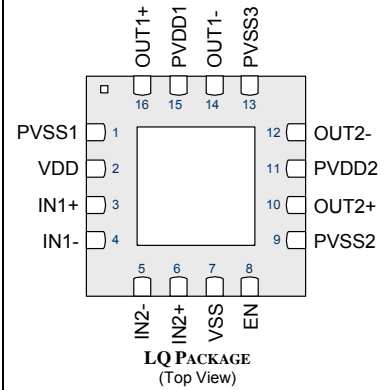 OUT1+
PVDD1
OUT1-
PVSS3
16 15 14 13
PVSS1 1
VDD 2
IN1+ 3
IN1- 4
12 OUT2-
11 PVDD2
10 OUT2+
9 PVSS2
5 6 7 8
IN2-
IN2+
VSS
EN
LQ PACKAGE
(Top View)